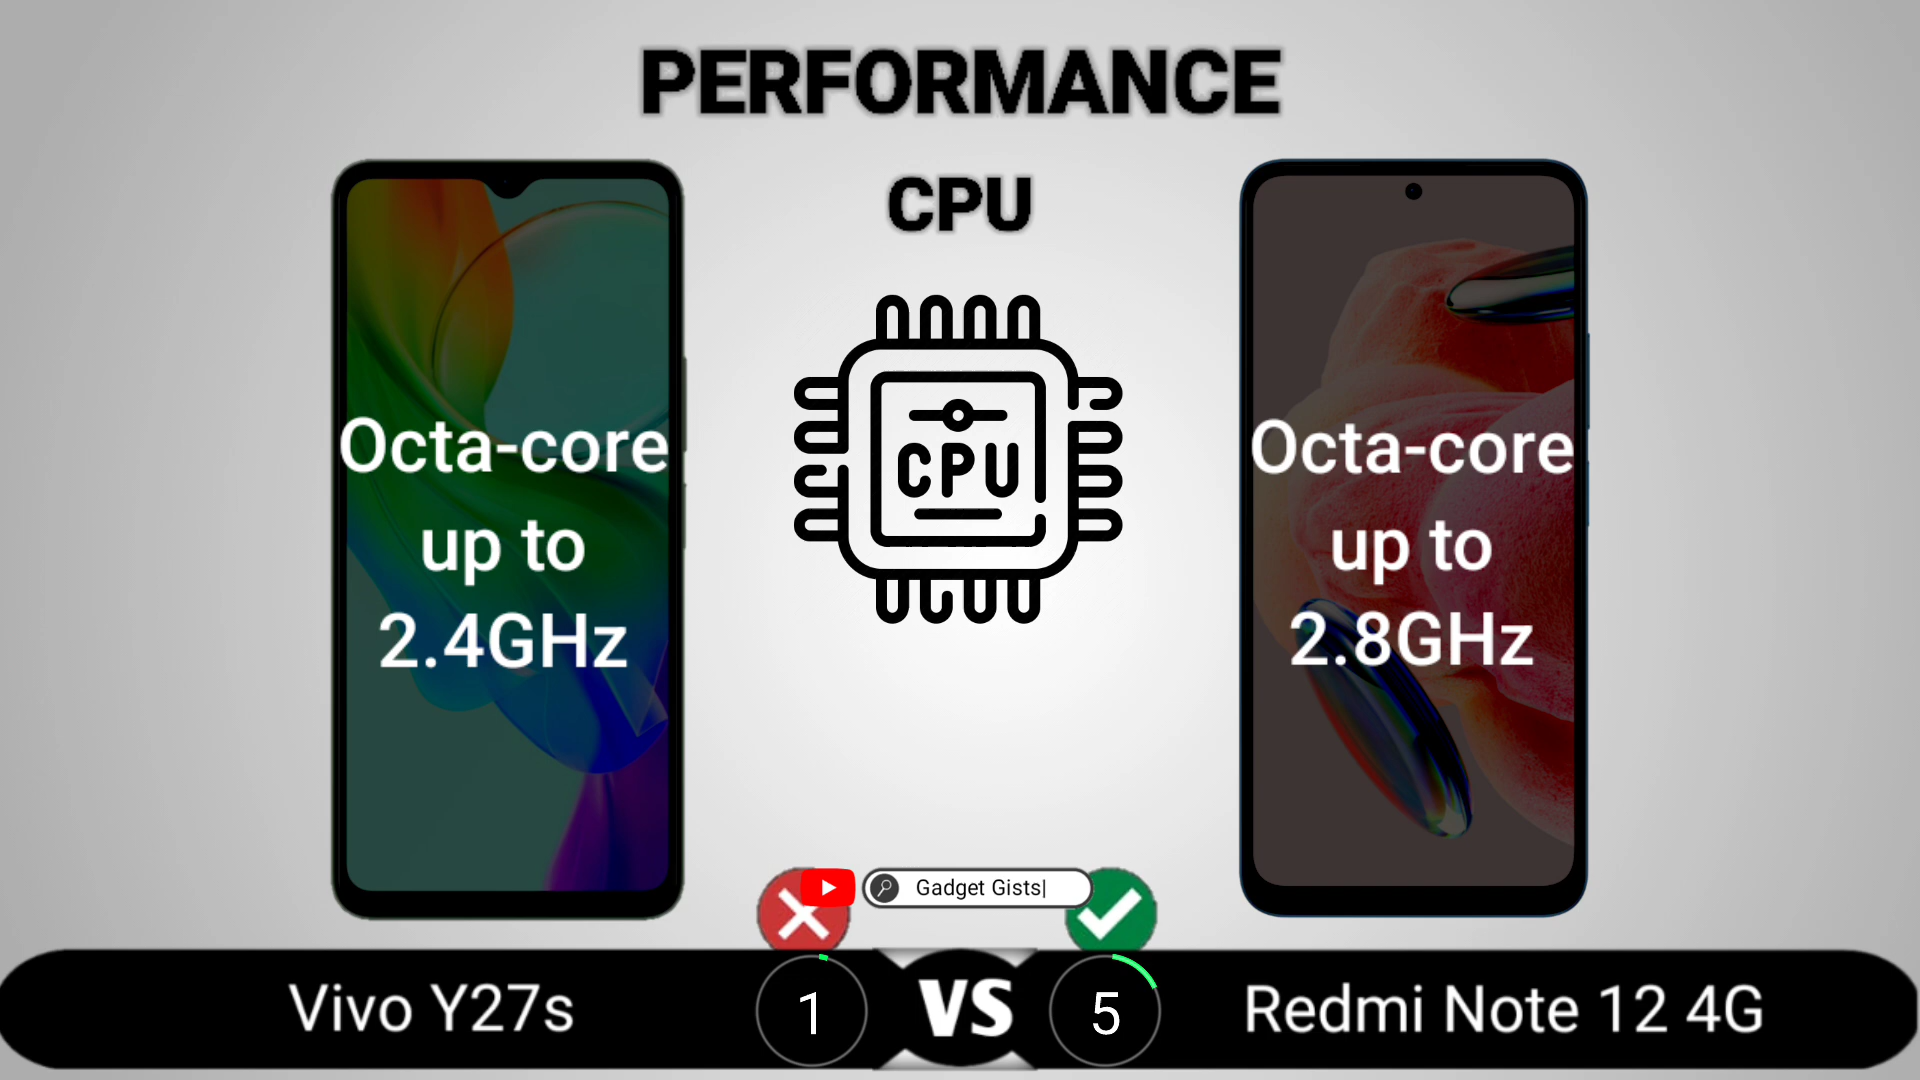 PERFORMANCE
CPU
Octa-core
up to
2.4GHz
CPU
Octa-core
up to
2.8GHz
Gadget Gists|
Vivo Y27s
1
VS
5
Redmi Note 12 4G